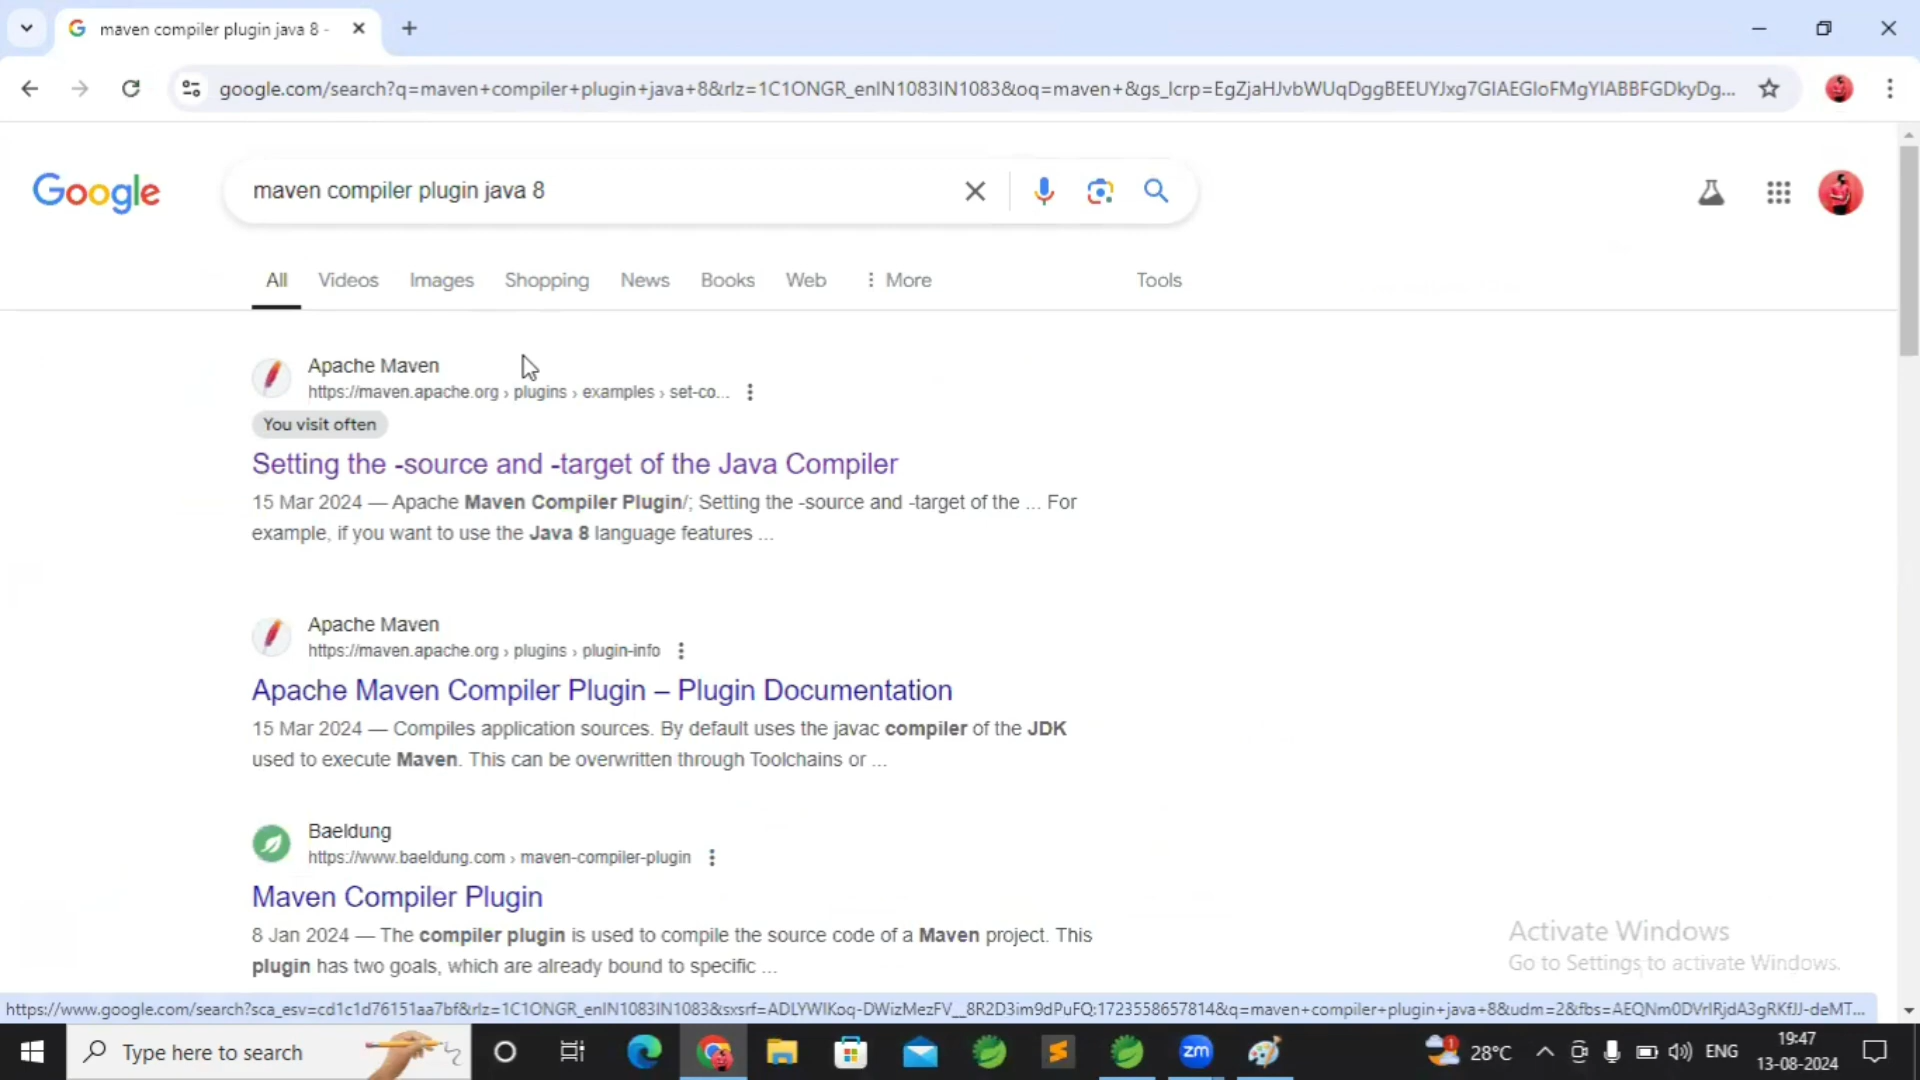 maven compiler plugin java 8 -
google.com/search?q=maven+compiler+plugin+java+8&rlz=1C1ONGR_enIN1083IN1083&oq=maven+&gs_lcrp=EgZjaHJvbWUqDggBEEUYJxg7GIAEGIoFMgYIABBFGDkyDg...
Google
maven compiler plugin java 8
All Videos Images Shopping News Books Web More Tools
Apache Maven
https://maven.apache.org › plugins › examples › set-co...
You visit often
Setting the -source and -target of the Java Compiler
15 Mar 2024 — Apache Maven Compiler Plugin/; Setting the -source and -target of the ... For
example, if you want to use the Java 8 language features ...
Apache Maven
https://maven.apache.org › plugins › plugin-info
Apache Maven Compiler Plugin – Plugin Documentation
15 Mar 2024 — Compiles application sources. By default uses the javac compiler of the JDK
used to execute Maven. This can be overwritten through Toolchains or ...
Baeldung
https://www.baeldung.com › maven-compiler-plugin
Maven Compiler Plugin
8 Jan 2024 — The compiler plugin is used to compile the source code of a Maven project. This
plugin has two goals, which are already bound to specific ...
Activate Windows
Go to Settings to activate Windows.
https://www.google.com/search?sca_esv=cd1c1d76151aa7bf&rlz=1C1ONGR_enIN1083IN1083&sxsrf=ADLYWIKoq-DWizMezFV__8R2D3im9dPuFQ:1723558657814&q=maven+compiler+plugin+java+8&udm=2&fbs=AEQNm0DVrIRjdA3gRKfJJ-deMT...
Type here to search
zm
1
28°C
ENG
19:47
13-08-2024